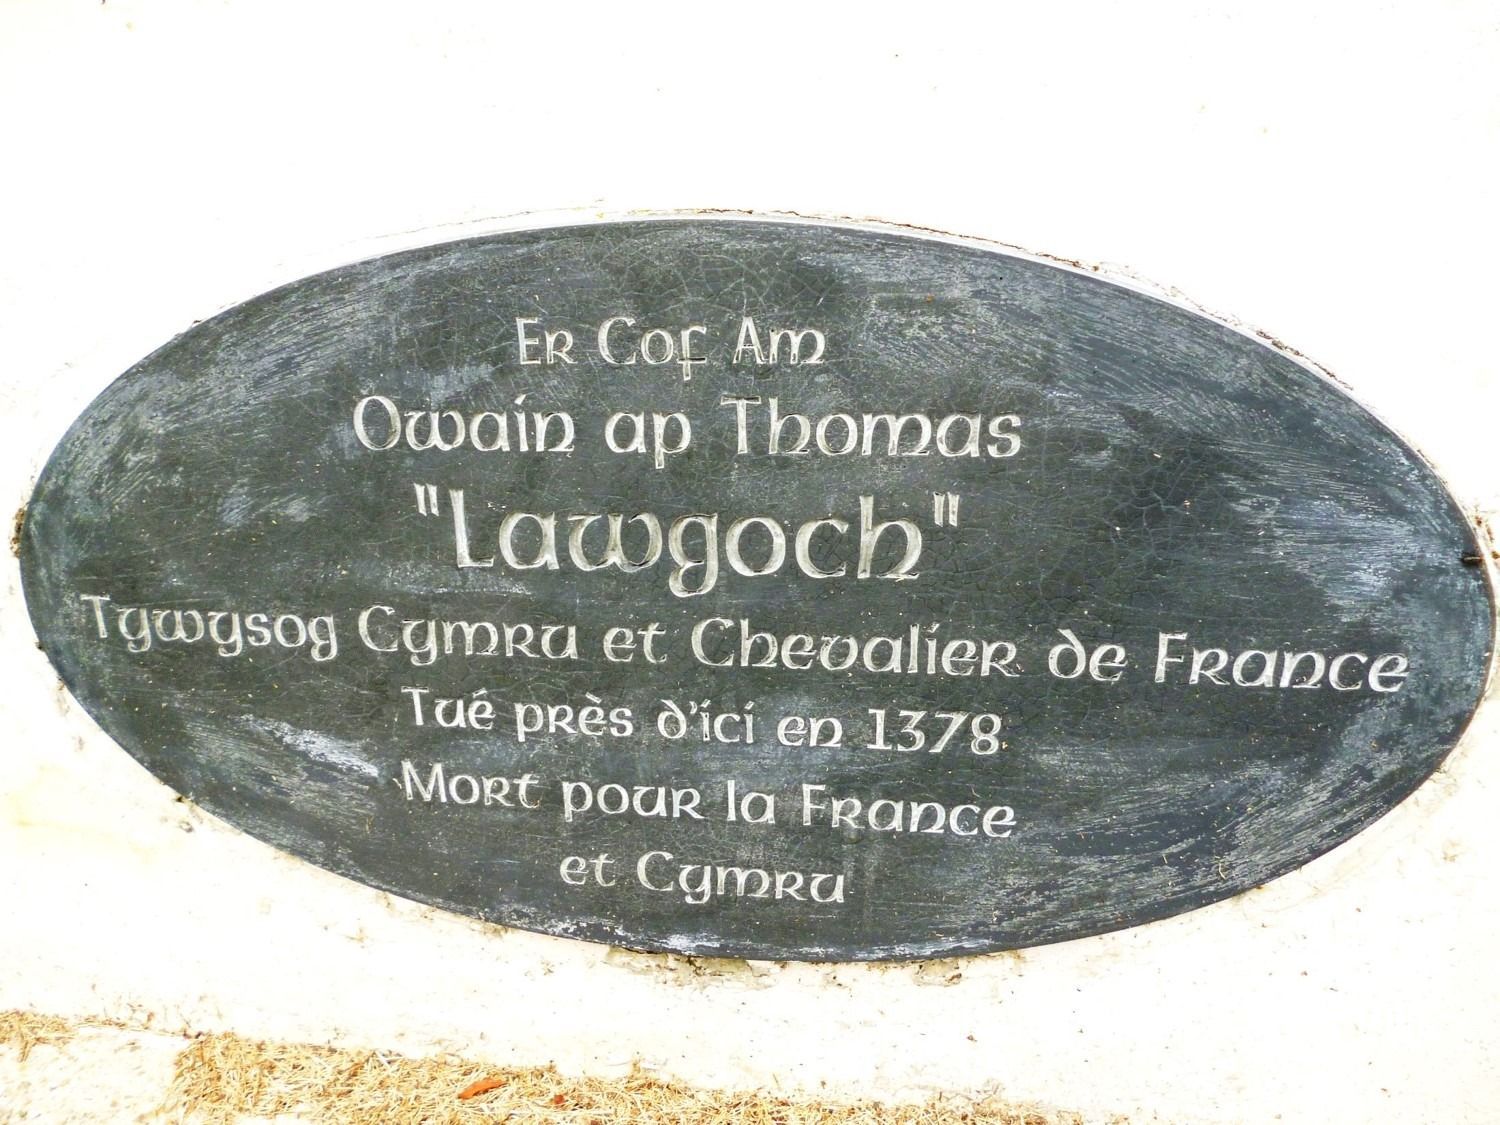 Er Cof Am
Owain ap Thomas
"Lawgoch"
Tywysog Cymru et Chevalier de France
Tué près d'ici en 1378
Mort pour la France
et Cymru